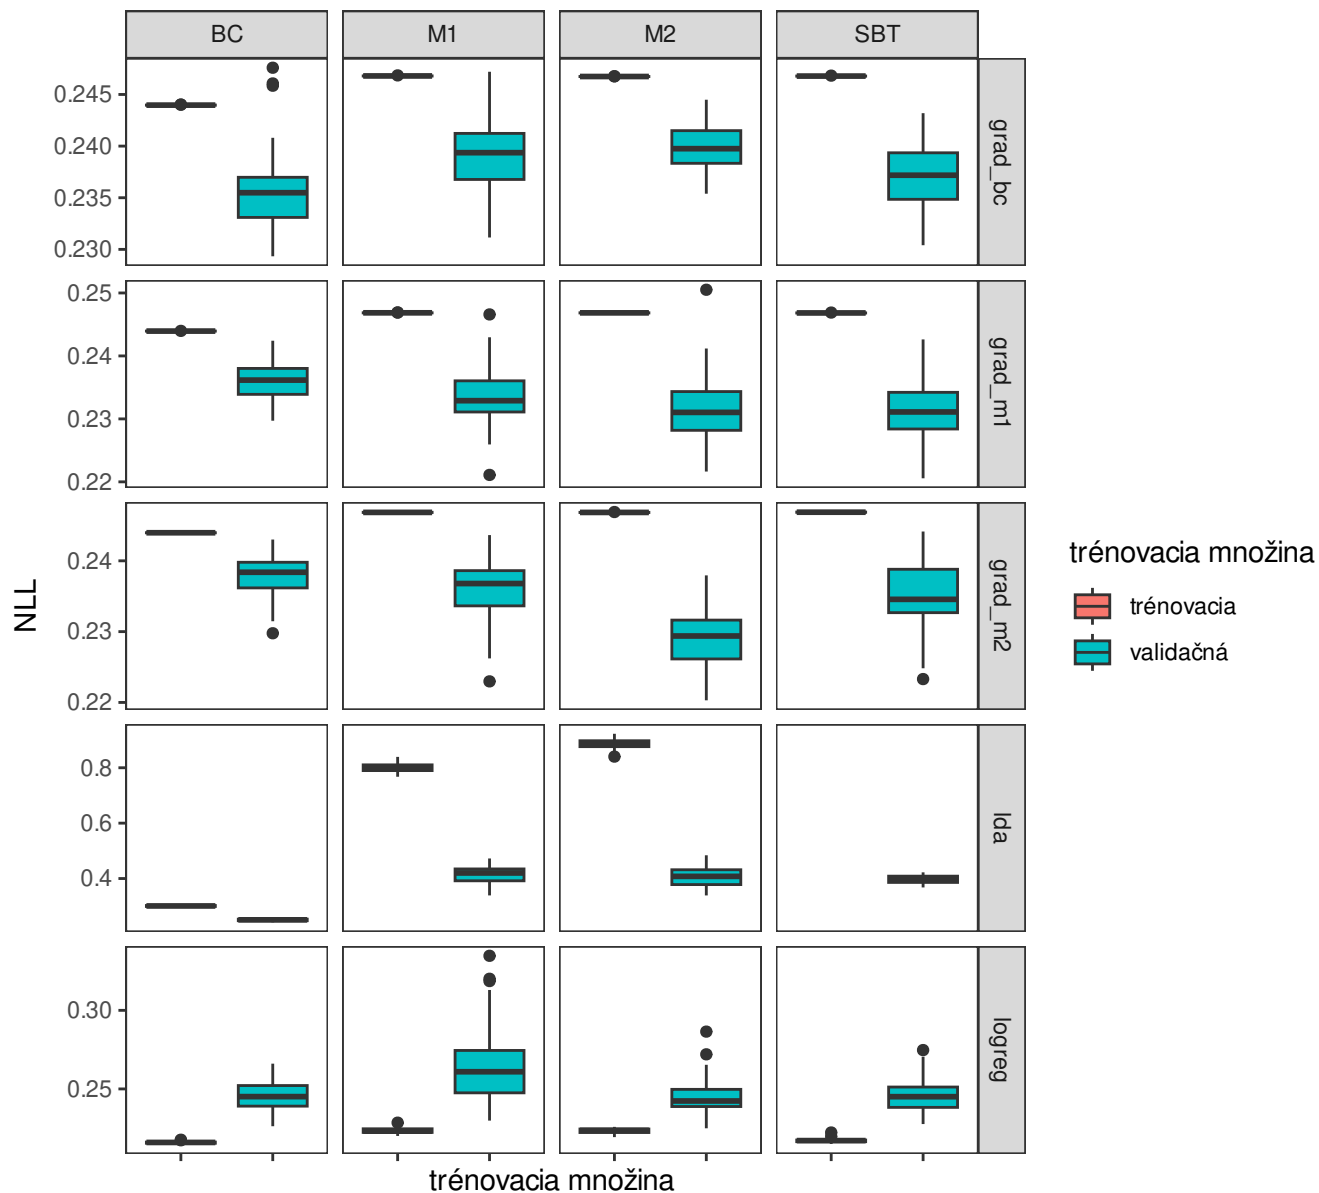 BC M1 M2 SBT
0.245
0.240
0.235
0.230
grad_bc
0.25
0.24
0.23
0.22
grad_m1
0.24
0.23
0.22
grad_m2
0.8
0.6
0.4
lda
0.30
0.25
logreg
NLL
trénovacia množina
trénovacia množina
trénovacia
validačná